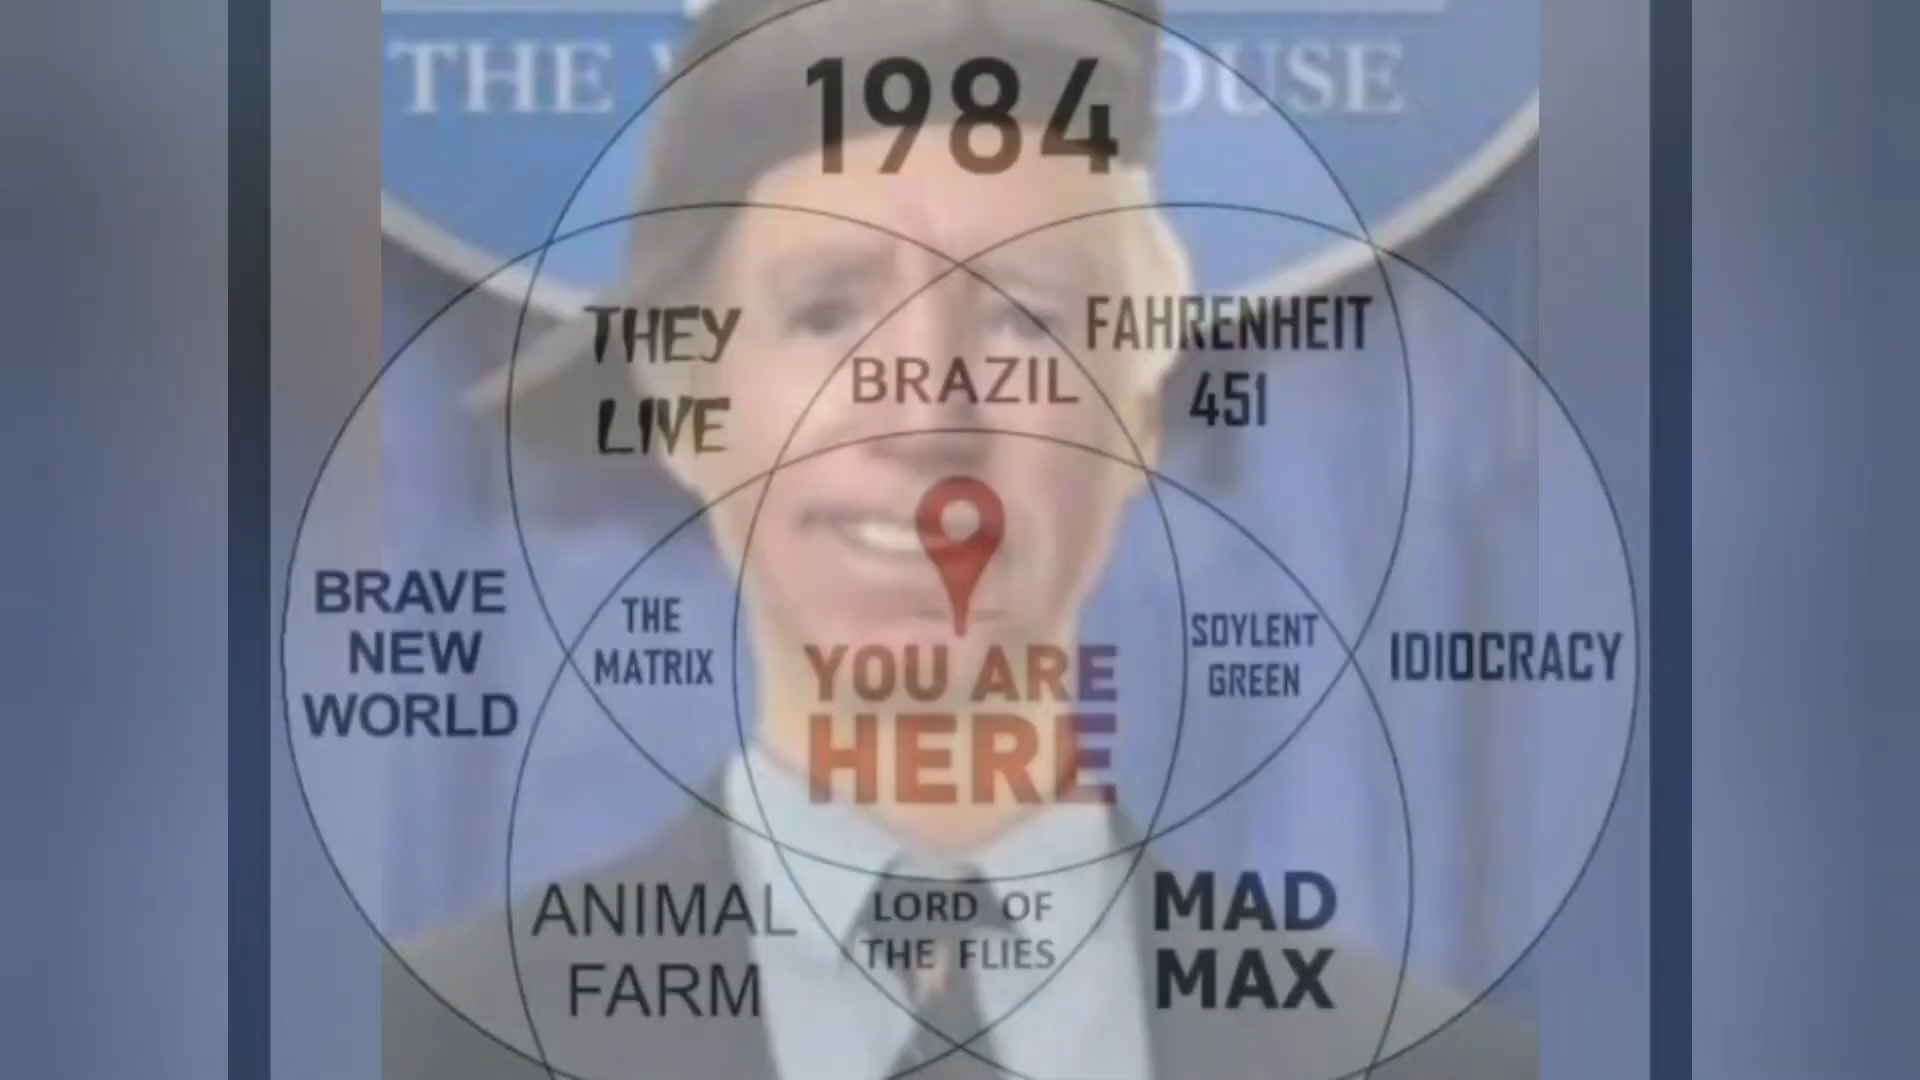 THE
OUSE
1984
THEY
LIVE
BRAZIL
FAHRENHEIT
451
BRAVE
NEW
WORLD
THE
MATRIX
YOU ARE
HERE
SOYLENT
GREEN
IDIOCRACY
ANIMAL
FARM
LORD OF
THE FLIES
MAD
MAX